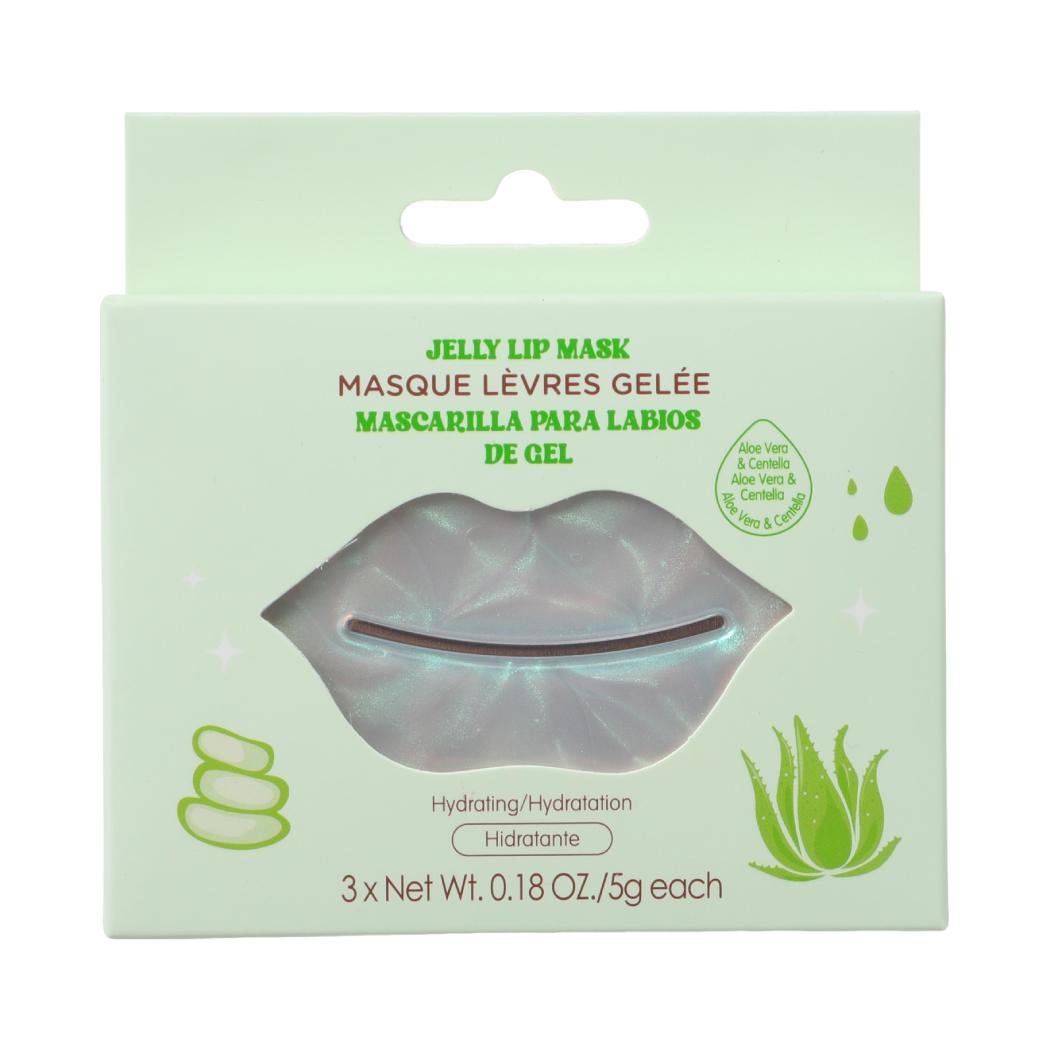 JELLY LIP MASK
MASQUE LÈVRES GELÉE
MASCARILLA PARA LABIOS
DE GEL
Aloe Vera
& Centella
Aloe Vera &
Centella
Aloe Vera & Centella
Hydrating/Hydratation
Hidratante
3 x Net Wt. 0.18 OZ./5g each